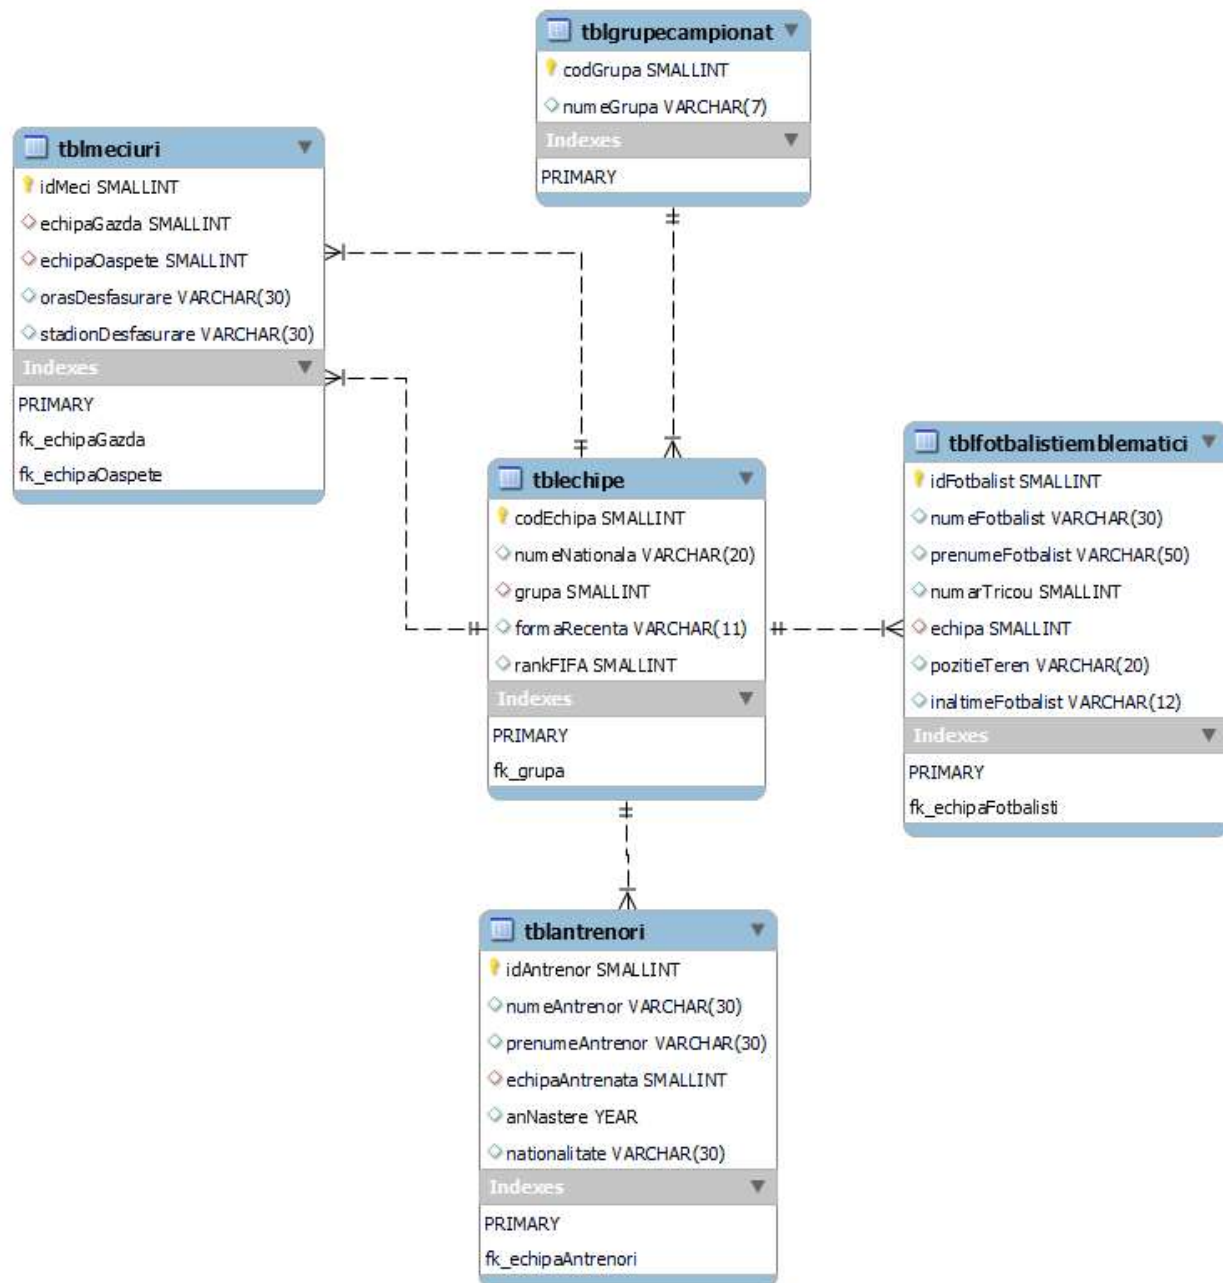 tblgrupecampionat
codGrupa SMALLINT
numeGrupa VARCHAR(7)
Indexes
PRIMARY
tblmeciuri
idMeci SMALLINT
echipaGazda SMALLINT
echipaOaspete SMALLINT
orasDesfasurare VARCHAR(30)
stadionDesfasurare VARCHAR(30)
Indexes
PRIMARY
fk_echipaGazda
fk_echipaOaspete
tblechipe
codEchipa SMALLINT
numeNationala VARCHAR(20)
grupa SMALLINT
formaRecenta VARCHAR(11)
rankFIFA SMALLINT
Indexes
PRIMARY
fk_grupa
tblfotbalistiemblematici
idFotbalist SMALLINT
numeFotbalist VARCHAR(30)
prenumeFotbalist VARCHAR(50)
numarTricou SMALLINT
echipa SMALLINT
pozitieTeren VARCHAR(20)
inaltimeFotbalist VARCHAR(12)
Indexes
PRIMARY
fk_echipaFotbalisti
tblantrenori
idAntrenor SMALLINT
numeAntrenor VARCHAR(30)
prenumeAntrenor VARCHAR(30)
echipaAntrenata SMALLINT
anNastere YEAR
nationalitate VARCHAR(30)
Indexes
PRIMARY
fk_echipaAntrenori